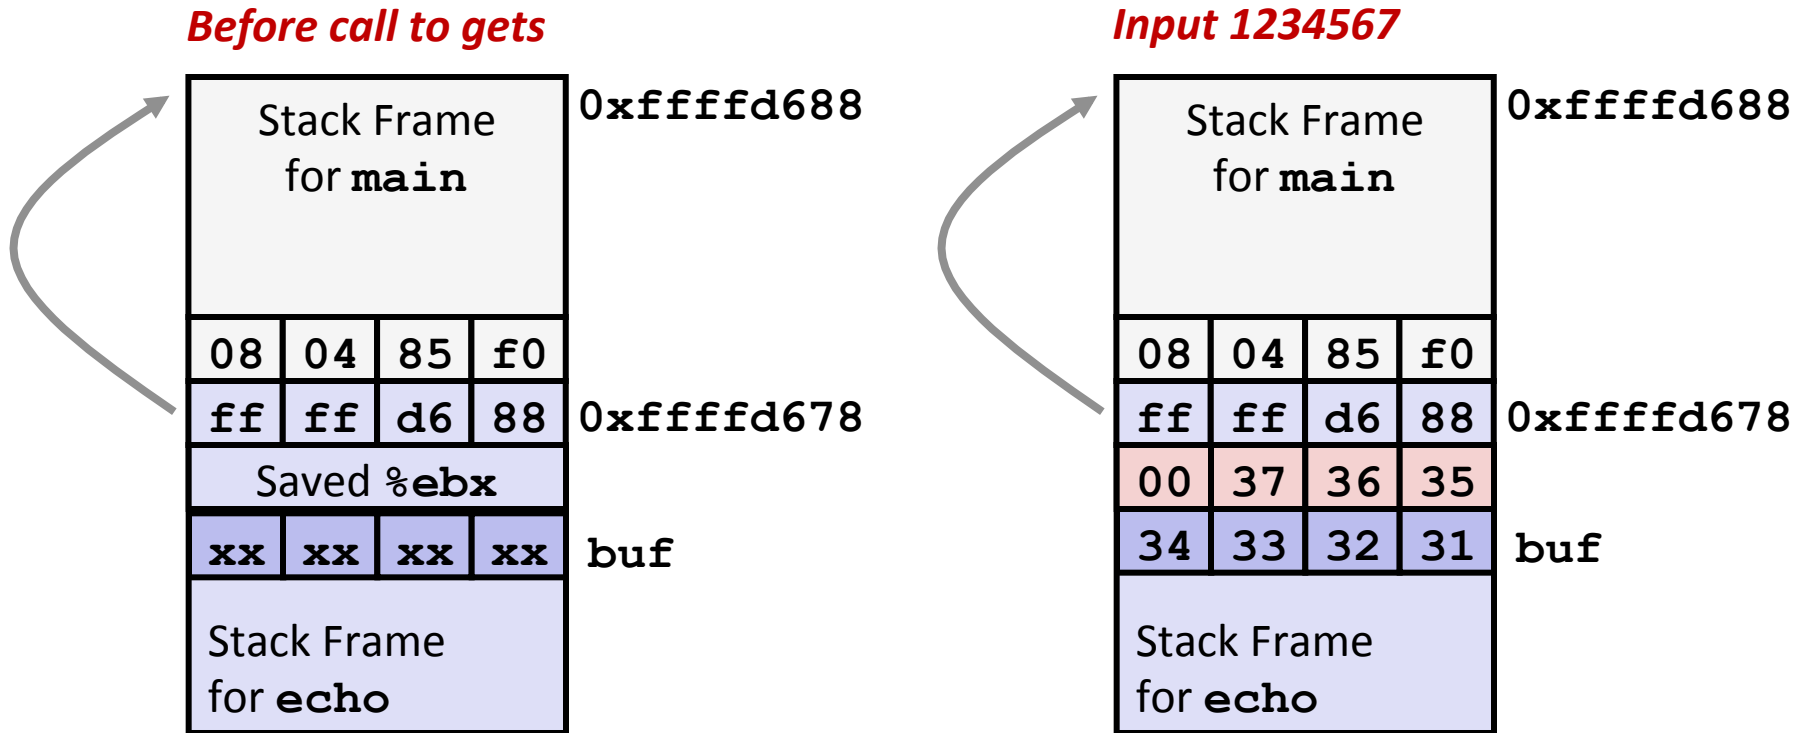 Before call to gets
Stack Frame
for main
0xffffd688
08 04 85 f0
ff ff d6 88
0xffffd678
Saved %ebx
xx xx xx xx
buf
Stack Frame
for echo
Input 1234567
Stack Frame
for main
0xffffd688
08 04 85 f0
ff ff d6 88
0xffffd678
00 37 36 35
34 33 32 31
buf
Stack Frame
for echo